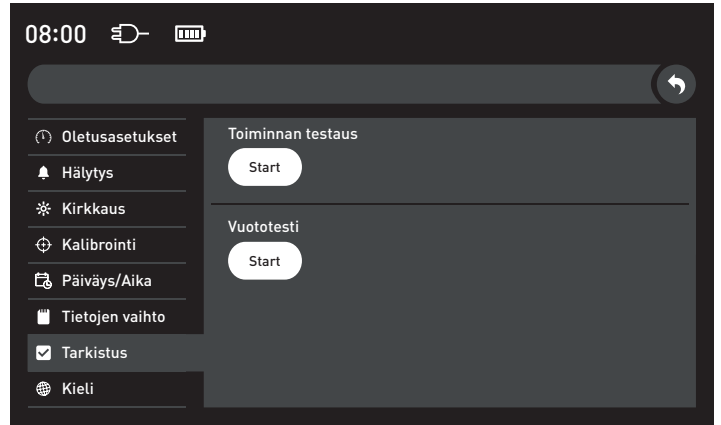 08:00
Oletusasetukset
Hälytys
Kirkkaus
Kalibrointi
Päiväys/Aika
Tietojen vaihto
Tarkistus
Kieli
Toiminnan testaus
Start
Vuototesti
Start